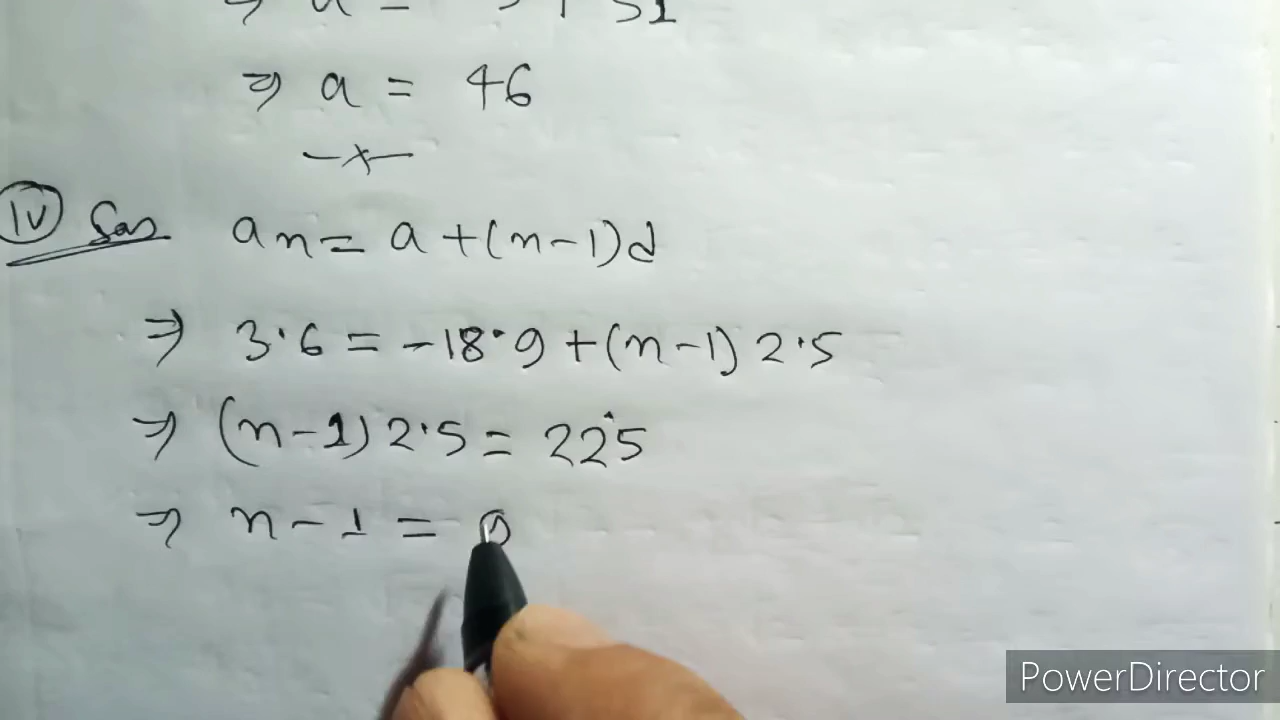 ⇒ a = 46
—x—
(iv) an = a + (n-1)d
⇒ 3.6 = -18.9 + (n-1) 2.5
⇒ (n-1) 2.5 = 22.5
⇒ n - 1 = 9
PowerDirector